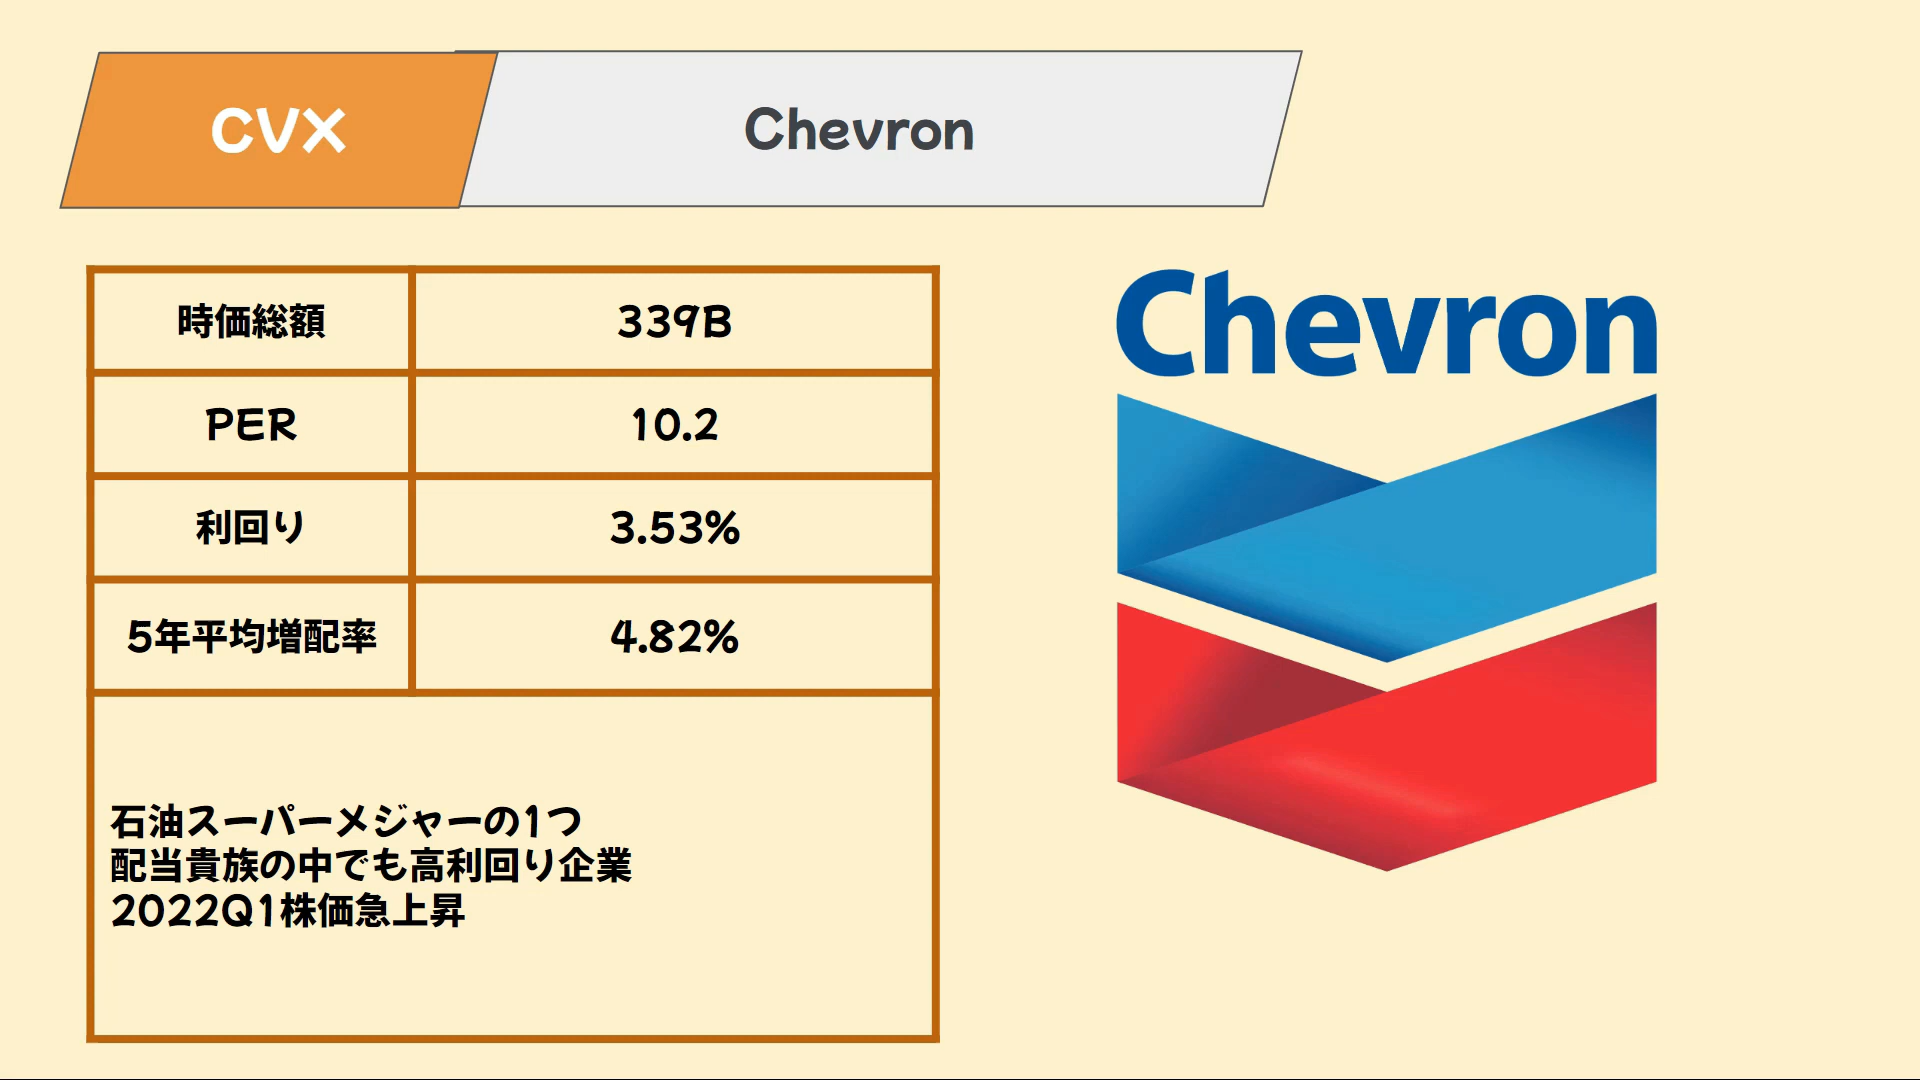 CVX
Chevron
時価総額
339B
PER
10.2
利回り
3.53%
5年平均増配率
4.82%
石油スーパーメジャーの1つ
配当貴族の中でも高利回り企業
2022Q1株価急上昇
Chevron